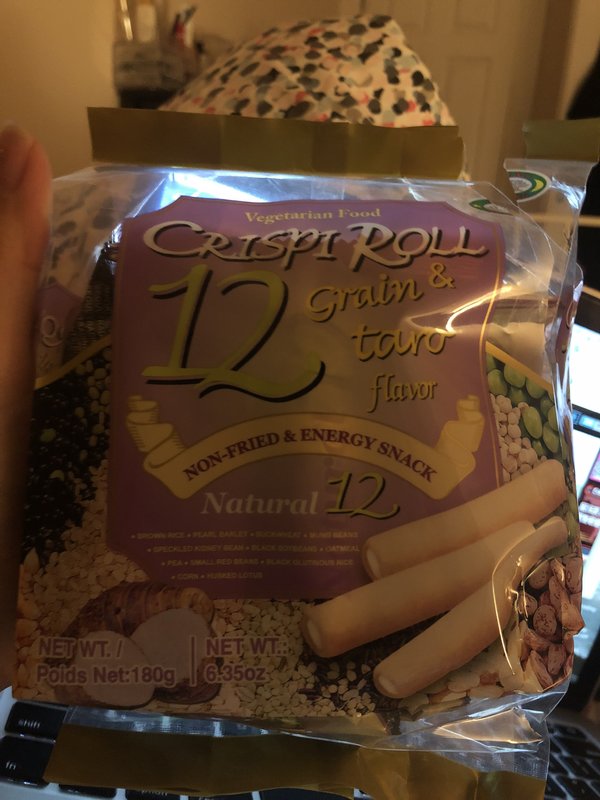 Vegetarian Food
CRISPI ROLL
12 Grain &
taro
flavor
NON-FRIED & ENERGY SNACK
Natural 12
• BROWN RICE • PEARL BARLEY • BUCKWHEAT • MUNG BEANS
• SPECKLED KIDNEY BEAN • BLACK SOYBEANS • OATMEAL
• PEA • SMALL RED BEANS • BLACK GLUTINOUS RICE
• CORN • HUSKED LOTUS
NET WT. /
Poids Net:180g
NET WT.:
6.35oz.
shift
fn